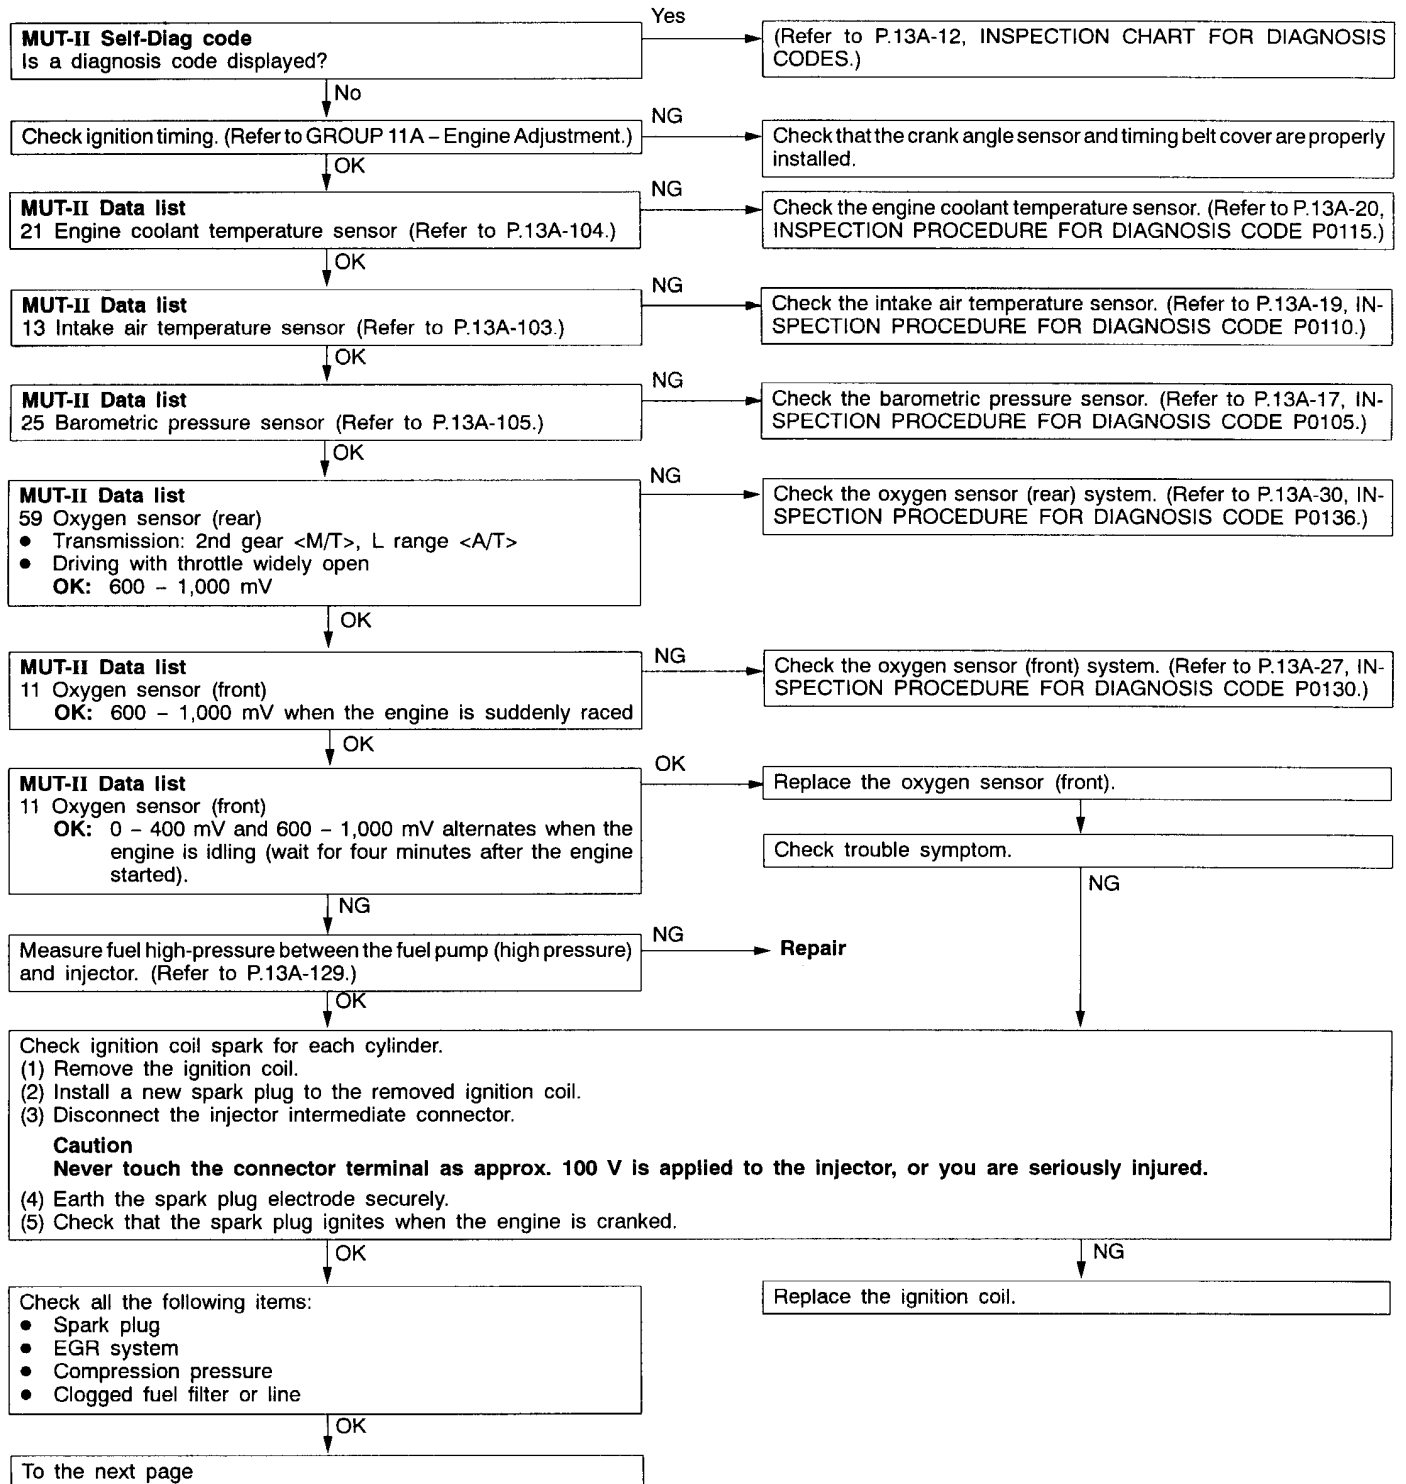 Yes
MUT-II Self-Diag code
Is a diagnosis code displayed?
(Refer to P.13A-12, INSPECTION CHART FOR DIAGNOSIS
CODES.)
No
Check ignition timing. (Refer to GROUP 11A – Engine Adjustment.)
NG
Check that the crank angle sensor and timing belt cover are properly
installed.
OK
MUT-II Data list
21 Engine coolant temperature sensor (Refer to P.13A-104.)
NG
Check the engine coolant temperature sensor. (Refer to P.13A-20,
INSPECTION PROCEDURE FOR DIAGNOSIS CODE P0115.)
OK
MUT-II Data list
13 Intake air temperature sensor (Refer to P.13A-103.)
NG
Check the intake air temperature sensor. (Refer to P.13A-19, IN-
SPECTION PROCEDURE FOR DIAGNOSIS CODE P0110.)
OK
MUT-II Data list
25 Barometric pressure sensor (Refer to P.13A-105.)
NG
Check the barometric pressure sensor. (Refer to P.13A-17, IN-
SPECTION PROCEDURE FOR DIAGNOSIS CODE P0105.)
OK
MUT-II Data list
59 Oxygen sensor (rear)
● Transmission: 2nd gear <M/T>, L range <A/T>
● Driving with throttle widely open
OK: 600 – 1,000 mV
NG
Check the oxygen sensor (rear) system. (Refer to P.13A-30, IN-
SPECTION PROCEDURE FOR DIAGNOSIS CODE P0136.)
OK
MUT-II Data list
11 Oxygen sensor (front)
OK: 600 – 1,000 mV when the engine is suddenly raced
NG
Check the oxygen sensor (front) system. (Refer to P.13A-27, IN-
SPECTION PROCEDURE FOR DIAGNOSIS CODE P0130.)
OK
MUT-II Data list
11 Oxygen sensor (front)
OK: 0 – 400 mV and 600 – 1,000 mV alternates when the
engine is idling (wait for four minutes after the engine
started).
OK
Replace the oxygen sensor (front).
Check trouble symptom.
NG
NG
Measure fuel high-pressure between the fuel pump (high pressure)
and injector. (Refer to P.13A-129.)
NG
Repair
OK
Check ignition coil spark for each cylinder.
(1) Remove the ignition coil.
(2) Install a new spark plug to the removed ignition coil.
(3) Disconnect the injector intermediate connector.
Caution
Never touch the connector terminal as approx. 100 V is applied to the injector, or you are seriously injured.
(4) Earth the spark plug electrode securely.
(5) Check that the spark plug ignites when the engine is cranked.
OK
NG
Check all the following items:
● Spark plug
● EGR system
● Compression pressure
● Clogged fuel filter or line
Replace the ignition coil.
OK
To the next page